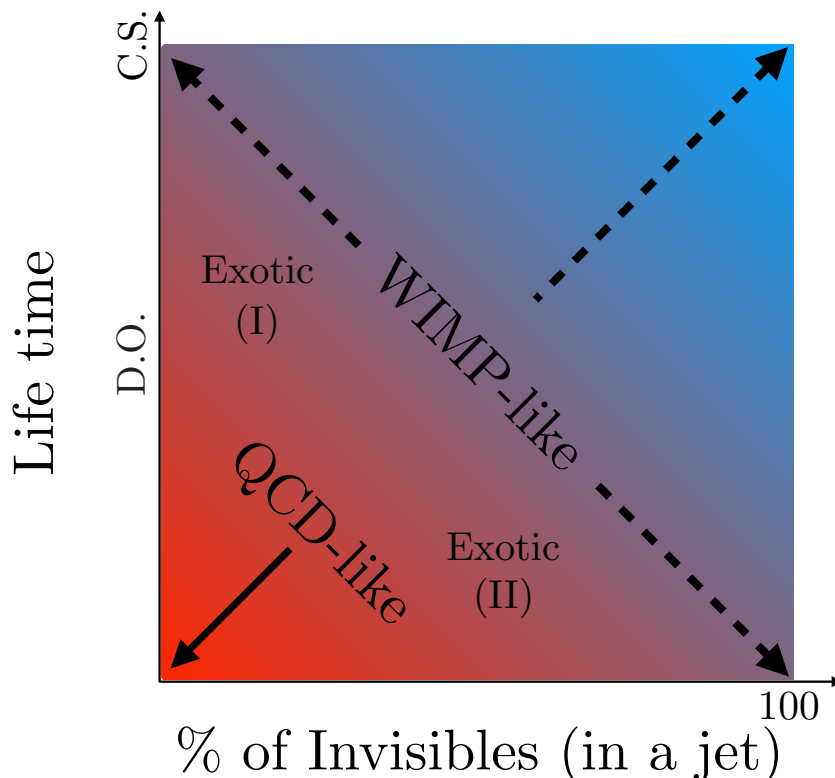 C.S.
Life time
D.O.
Exotic
(I)
WIMP-like
QCD-like
Exotic
(II)
100
% of Invisibles (in a jet)